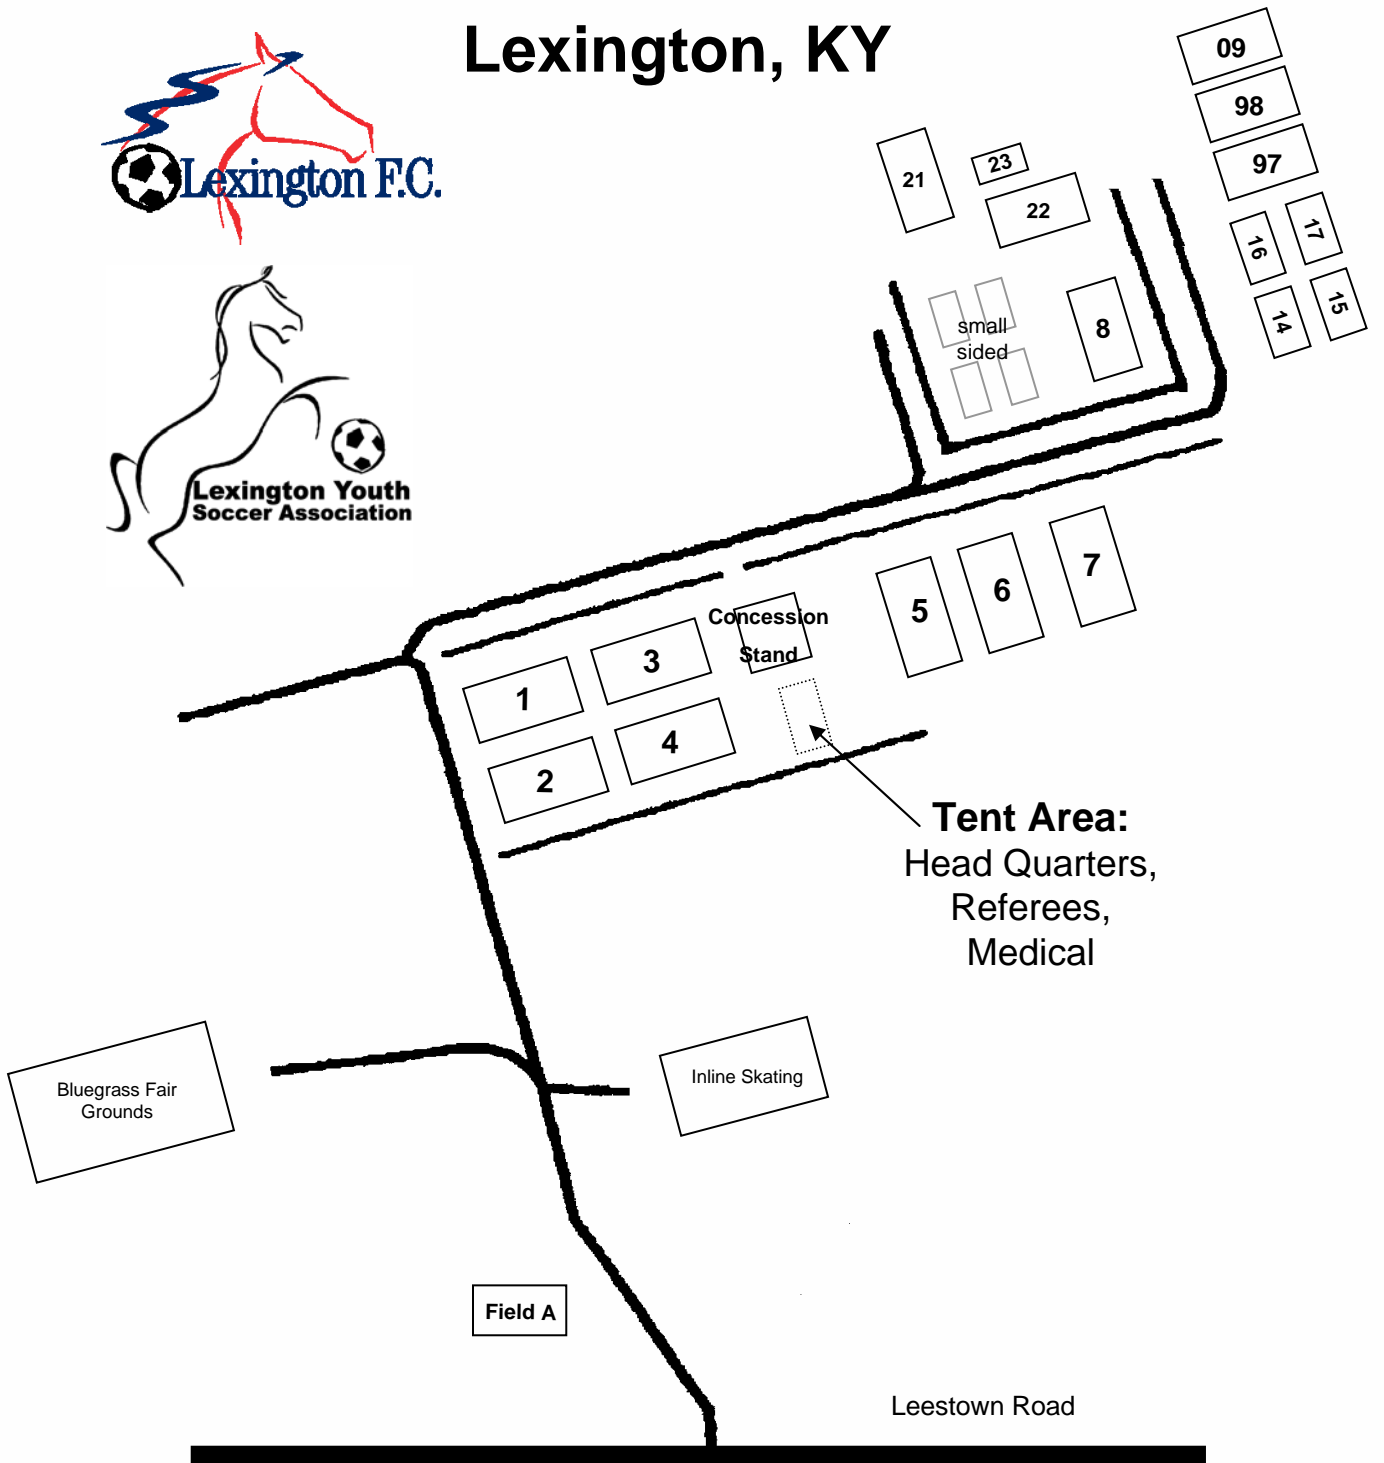 Lexington, KY
Lexington F.C.
Lexington Youth
Soccer Association
09
98
97
21
23
22
16
17
14
15
small
sided
8
Concession
Stand
5
6
7
1
3
2
4
Tent Area:
Head Quarters,
Referees,
Medical
Bluegrass Fair
Grounds
Inline Skating
Field A
Leestown Road